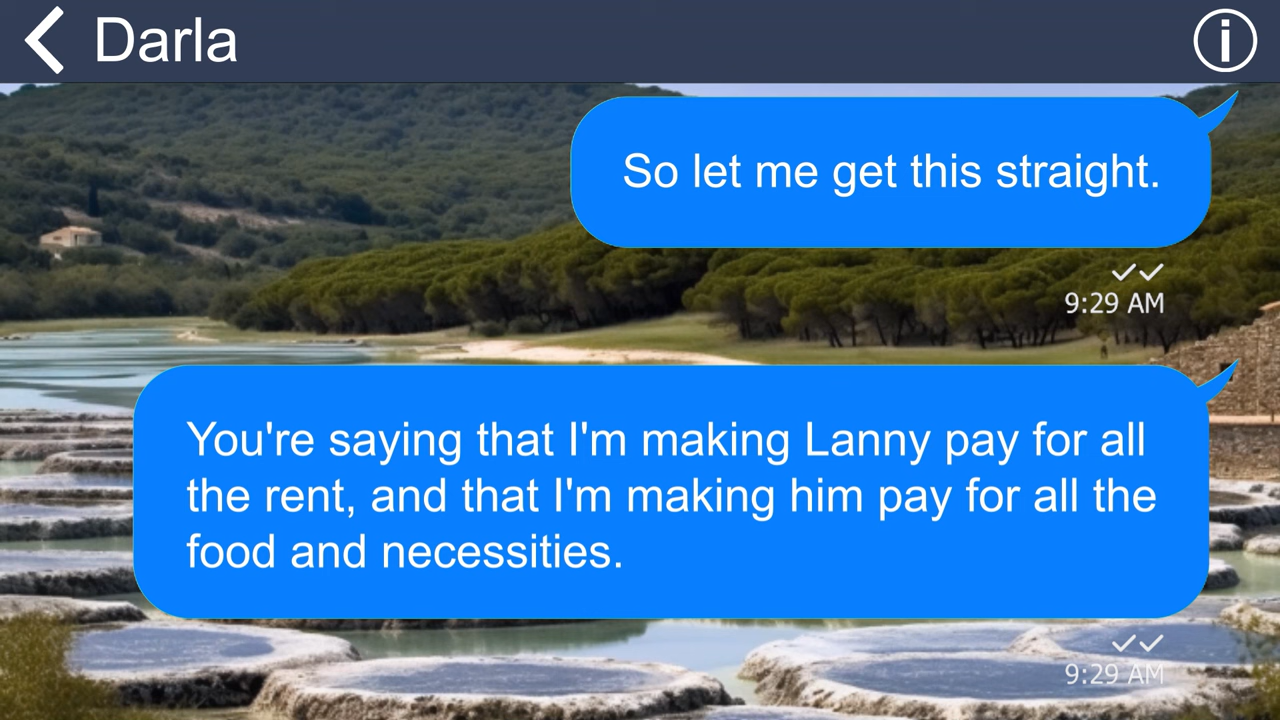 Darla
So let me get this straight.
9:29 AM
You're saying that I'm making Lanny pay for all
the rent, and that I'm making him pay for all the
food and necessities.
9:29 AM